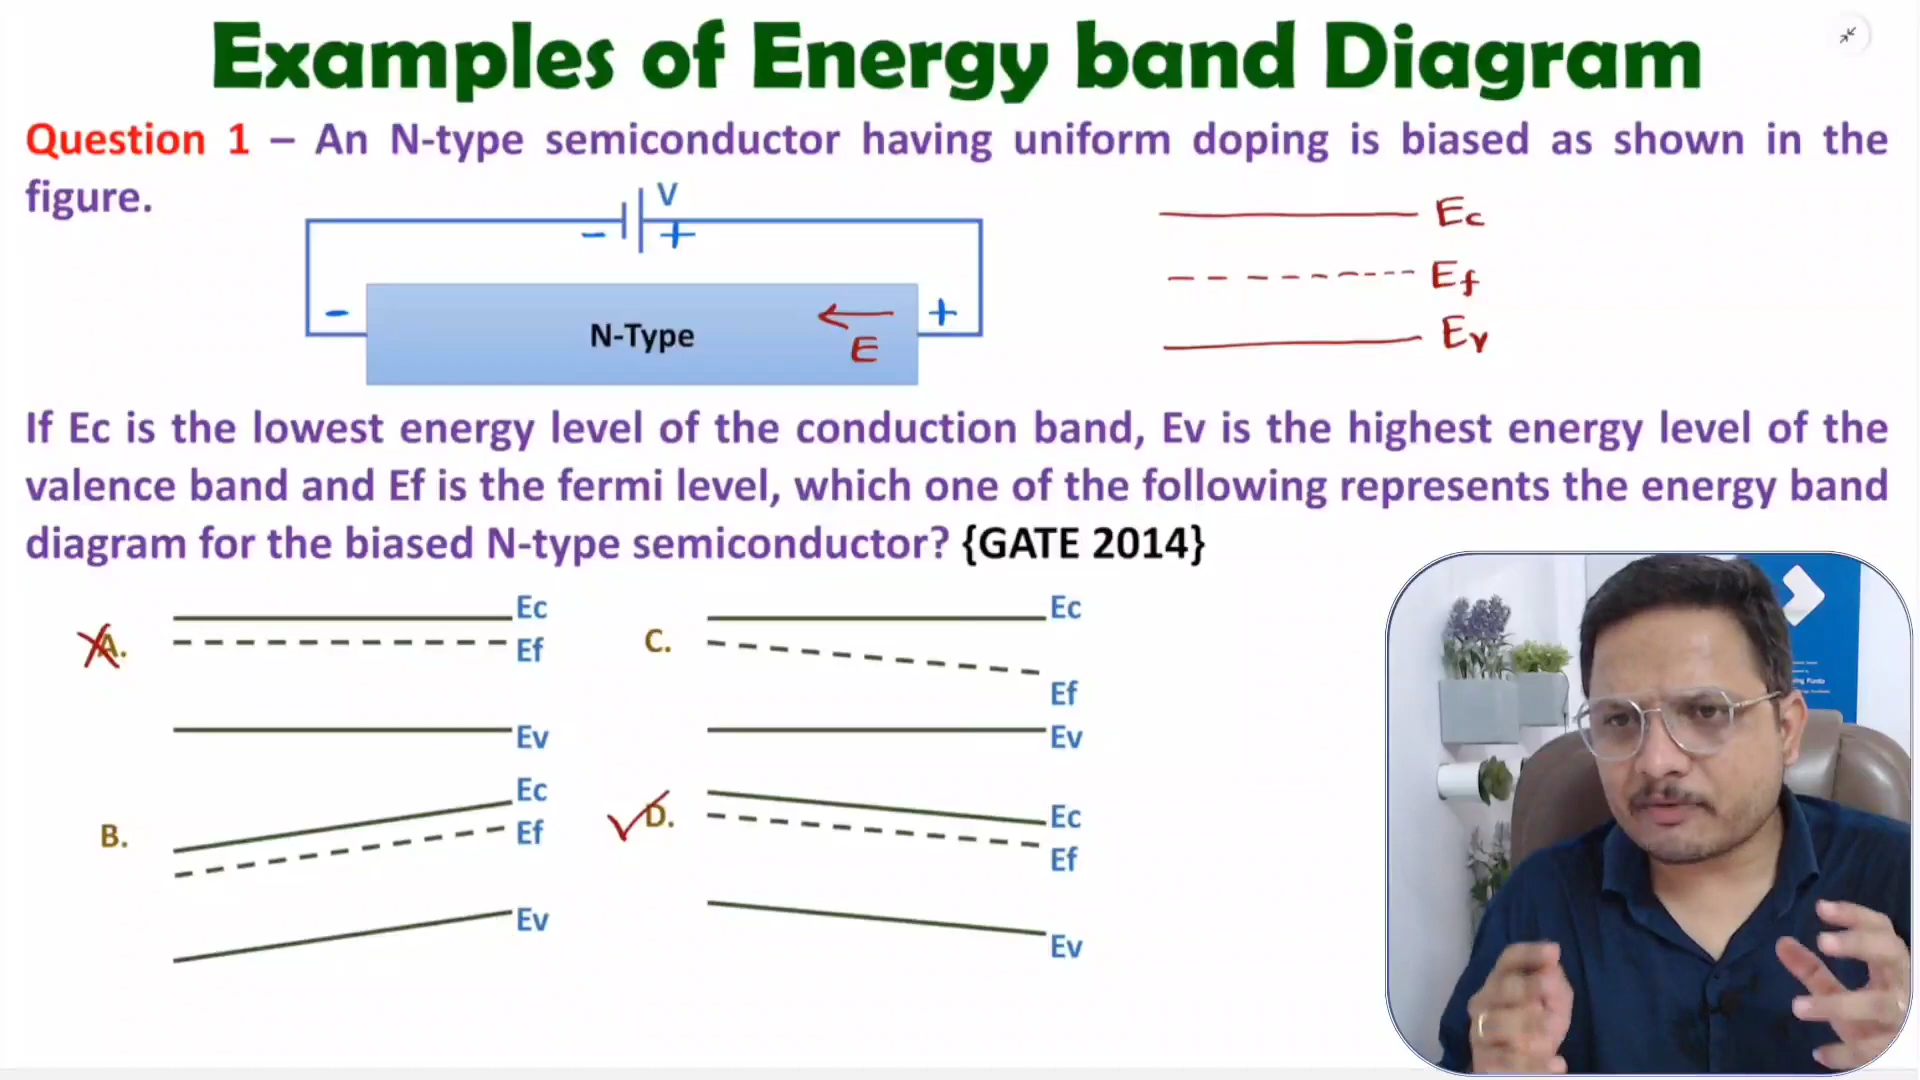 Examples of Energy band Diagram
Question 1 – An N-type semiconductor having uniform doping is biased as shown in the
figure.
V
- +
- +
N-Type
E
Ec
Ef
Ev
If Ec is the lowest energy level of the conduction band, Ev is the highest energy level of the
valence band and Ef is the fermi level, which one of the following represents the energy band
diagram for the biased N-type semiconductor? {GATE 2014}
A.
Ec
Ef
Ev
B.
Ec
Ef
Ev
C.
Ec
Ef
Ev
D.
Ec
Ef
Ev